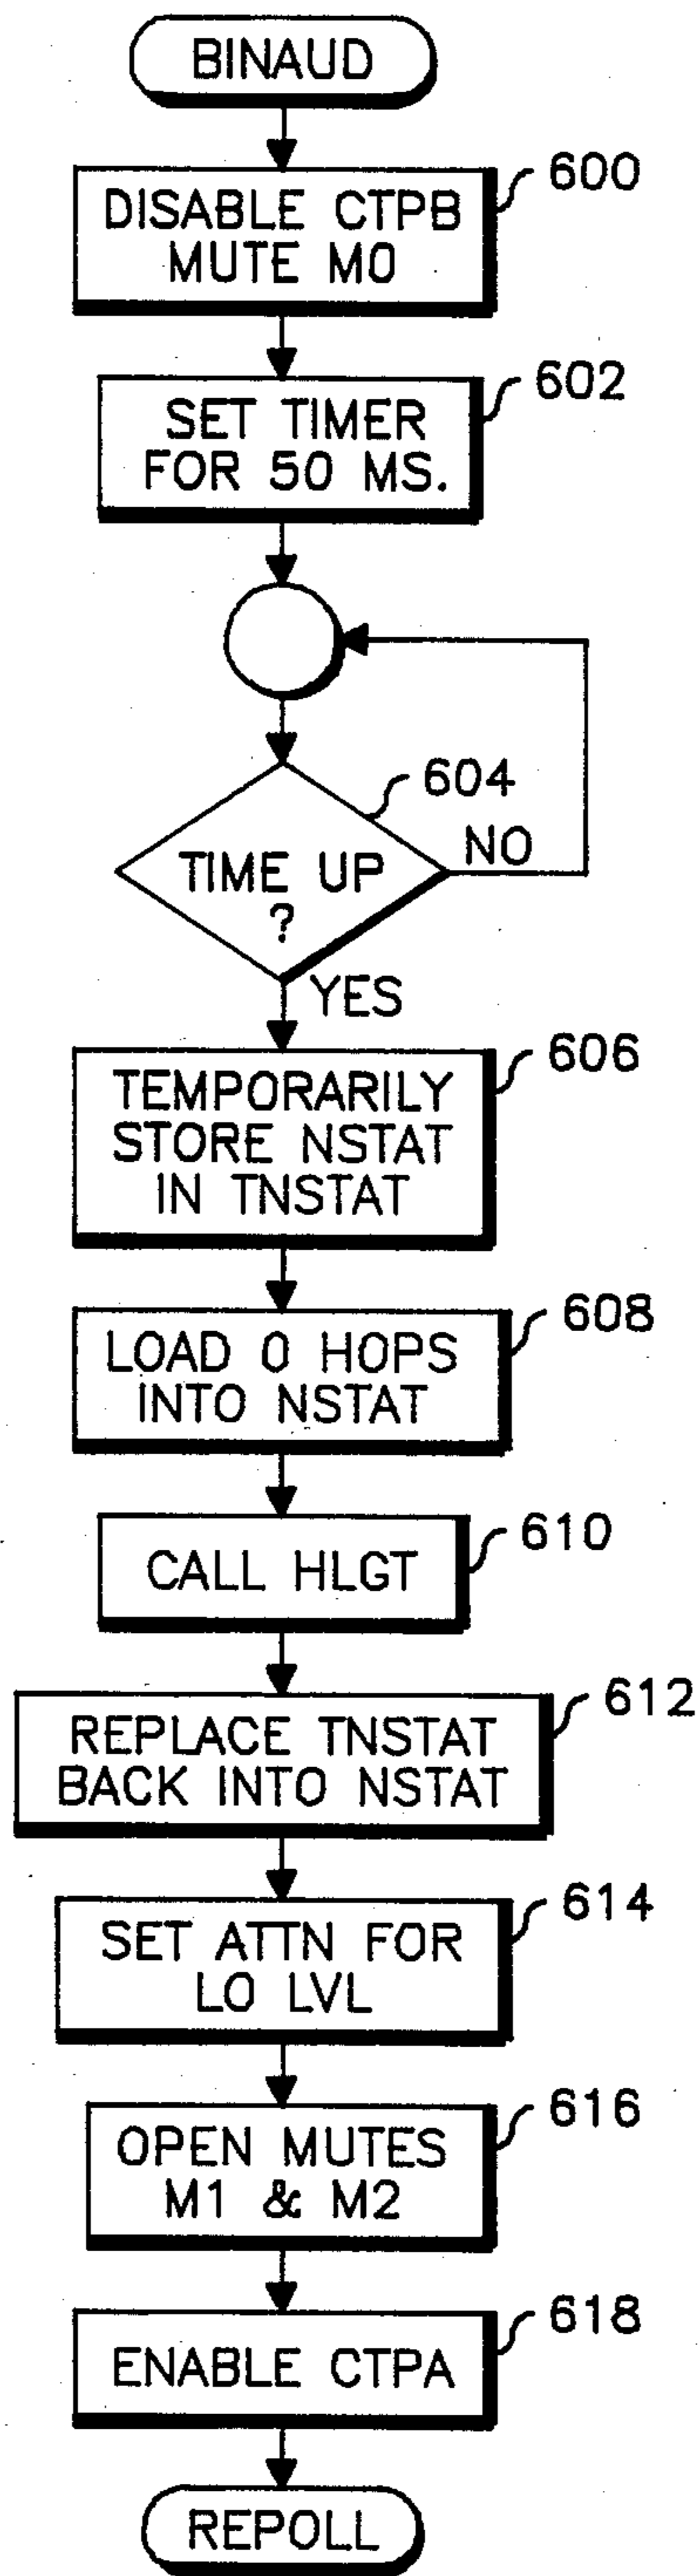 BINAUD
600
DISABLE CTPB
MUTE M0
602
SET TIMER
FOR 50 MS.
604
TIME UP
?
NO
YES
606
TEMPORARILY
STORE NSTAT
IN TNSTAT
608
LOAD 0 HOPS
INTO NSTAT
610
CALL HLGT
612
REPLACE TNSTAT
BACK INTO NSTAT
614
SET ATTN FOR
LO LVL
616
OPEN MUTES
M1 & M2
618
ENABLE CTPA
REPOLL